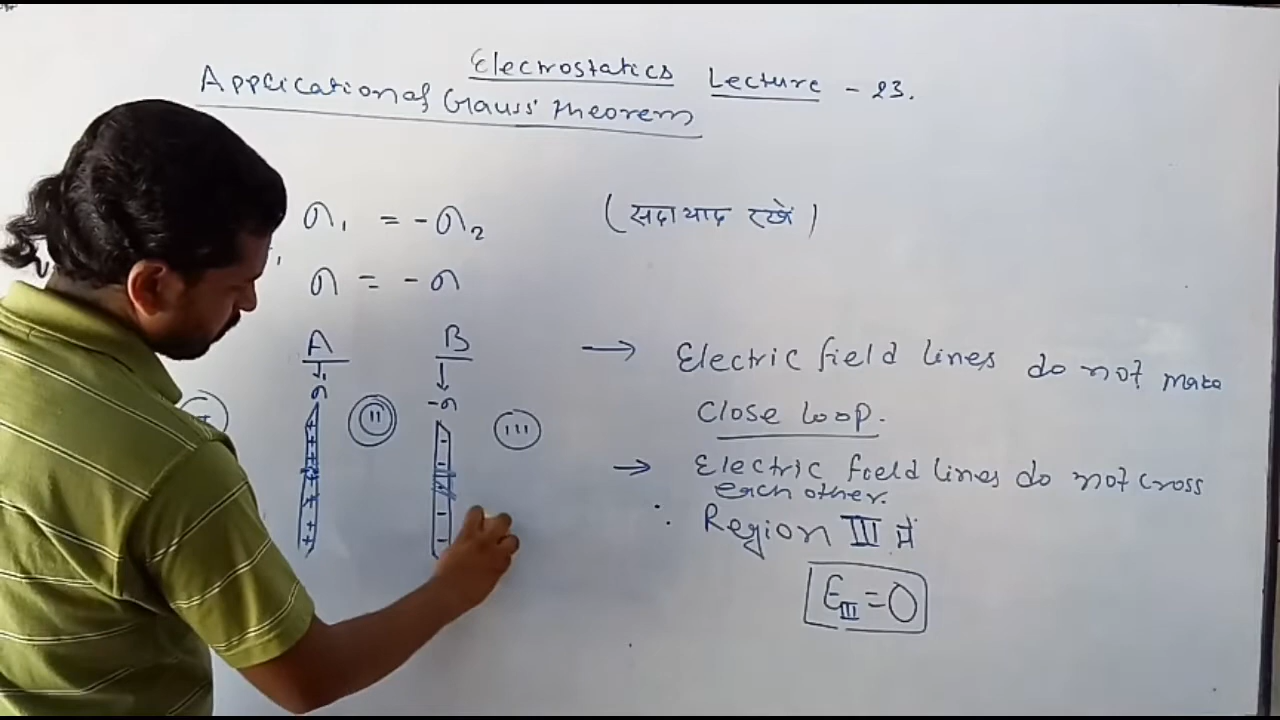 Electrostatics Lecture - 23.
Application of Gauss' theorem
σ₁ = -σ₂
(सदा याद रखें)
σ = -σ
A
B
σ
-σ
I
II
III
+ + + + + + +
- - - - -
→ Electric field lines do not make
close loop.
→ Electric field lines do not cross
each other.
∴ Region III में
E_III = 0